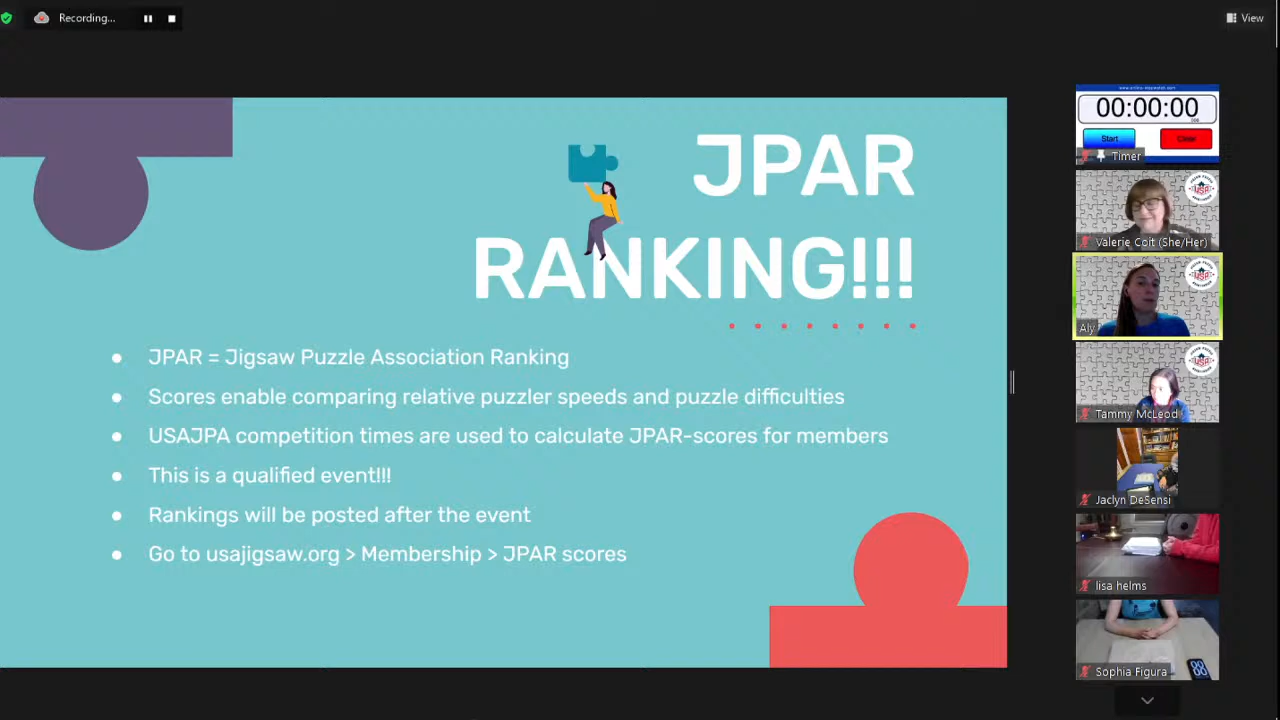 Recording...
View
JPAR
RANKING!!!
JPAR = Jigsaw Puzzle Association Ranking
Scores enable comparing relative puzzler speeds and puzzle difficulties
USAJPA competition times are used to calculate JPAR-scores for members
This is a qualified event!!!
Rankings will be posted after the event
Go to usajigsaw.org > Membership > JPAR scores
00:00:00
Start
Clear
Timer
Valerie Coit (She/Her)
Aly
Tammy McLeod
Jaclyn DeSensi
lisa helms
Sophia Figura